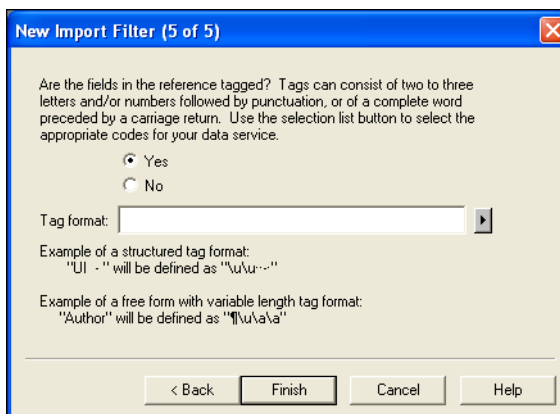 New Import Filter (5 of 5)
Are the fields in the reference tagged? Tags can consist of two to three
letters and/or numbers followed by punctuation, or of a complete word
preceded by a carriage return. Use the selection list button to select the
appropriate codes for your data service.
Yes
No
Tag format:
Example of a structured tag format:
"UI - " will be defined as "\u\u··-·"
Example of a free form with variable length tag format:
"Author" will be defined as "¶\u\a\a"
< Back
Finish
Cancel
Help